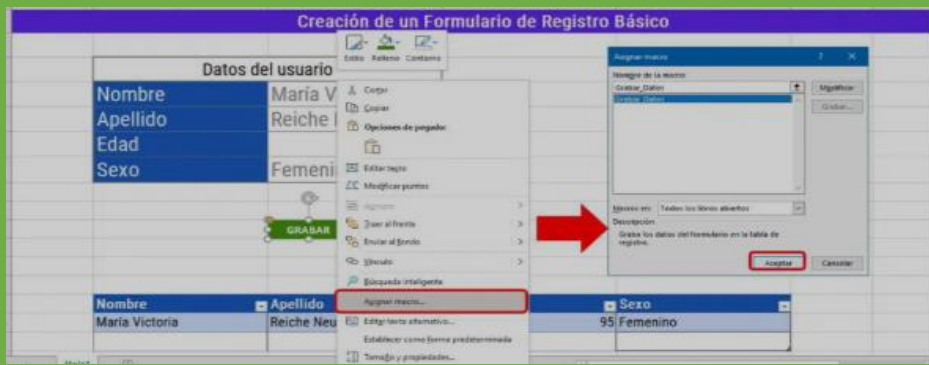 Creación de un Formulario de Registro Básico
Estilo Relleno Contorno
Datos del usuario
Nombre María V
Apellido Reiche
Edad
Sexo Femeni
GRABAR
Cortar
Copiar
Opciones de pegado:
Editar texto
Modificar puntos
Agrupar
Traer al frente
Enviar al fondo
Vínculo
Búsqueda inteligente
Asignar macro...
Editar texto alternativo...
Establecer como forma predeterminada
Tamaño y propiedades...
Asignar macro ? ×
Nombre de la macro:
Grabar_Datos Modificar
Grabar_Datos Grabar...
Macros en: Todos los libros abiertos
Descripción
Graba los datos del formulario en la tabla de
registro.
Aceptar Cancelar
Nombre Apellido Sexo
María Victoria Reiche Neu 95 Femenino